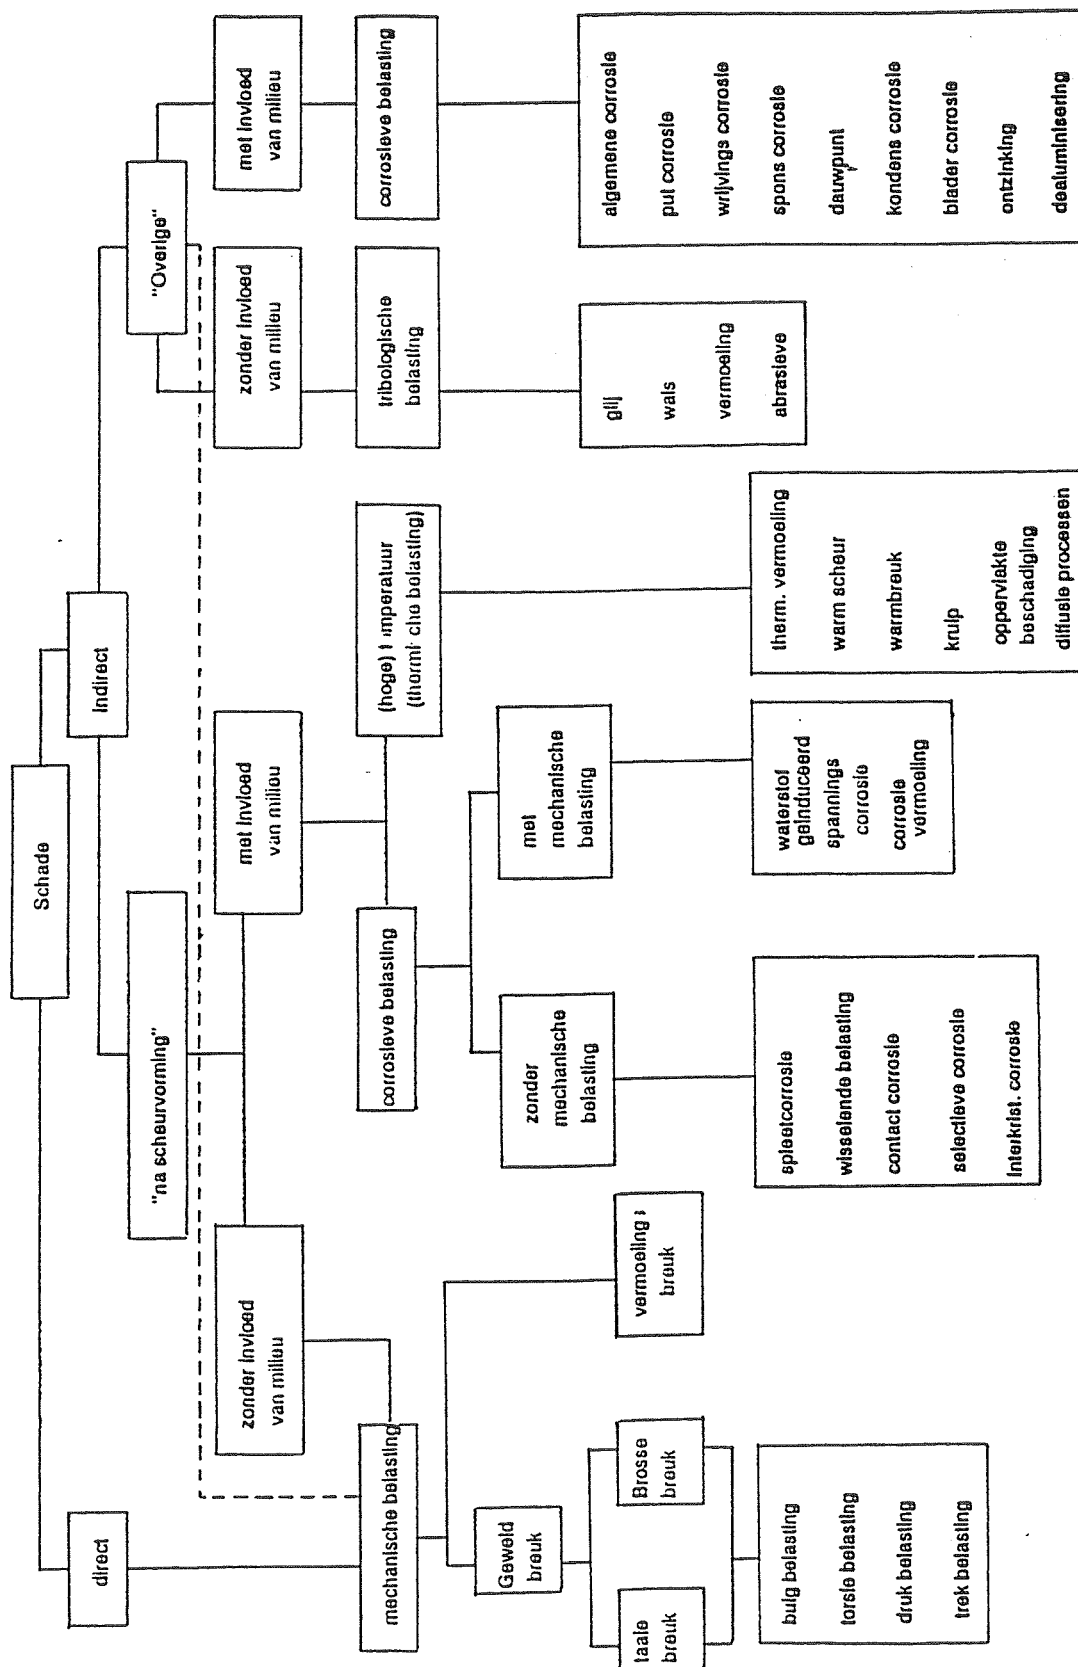 Schade
direct
Indirect
"na scheurvorming"
"Overige"
zonder invloed
van milieu
met invloed
van milieu
zonder invloed
van milieu
met invloed
van milieu
mechanische belasting
corrosieve belasting
(hoge)
belasting)
tribologische
belasting
corrosieve belasting
Geweld
breuk
vermoeiing
breuk
zonder
mechanische
belasting
met
mechanische
belasting
taaie
breuk
Brosse
breuk
buig belasting
torsie belasting
druk belasting
trek belasting
spleetcorrosie
wisselende belasting
contact corrosie
selectieve corrosie
Interkrist. corrosie
waterstof
geinduceerd
spannings
corrosie
corrosie
vermoeiing
therm. vermoeiing
warm scheur
warmbreuk
kruip
oppervlakte
beschadiging
diffusie processen
glij
wals
vermoeiing
abrasieve
algemene corrosie
put corrosie
wrijvings corrosie
spons corrosie
dauwpunt
kondens corrosie
blader corrosie
ontzinking
dealuminisering